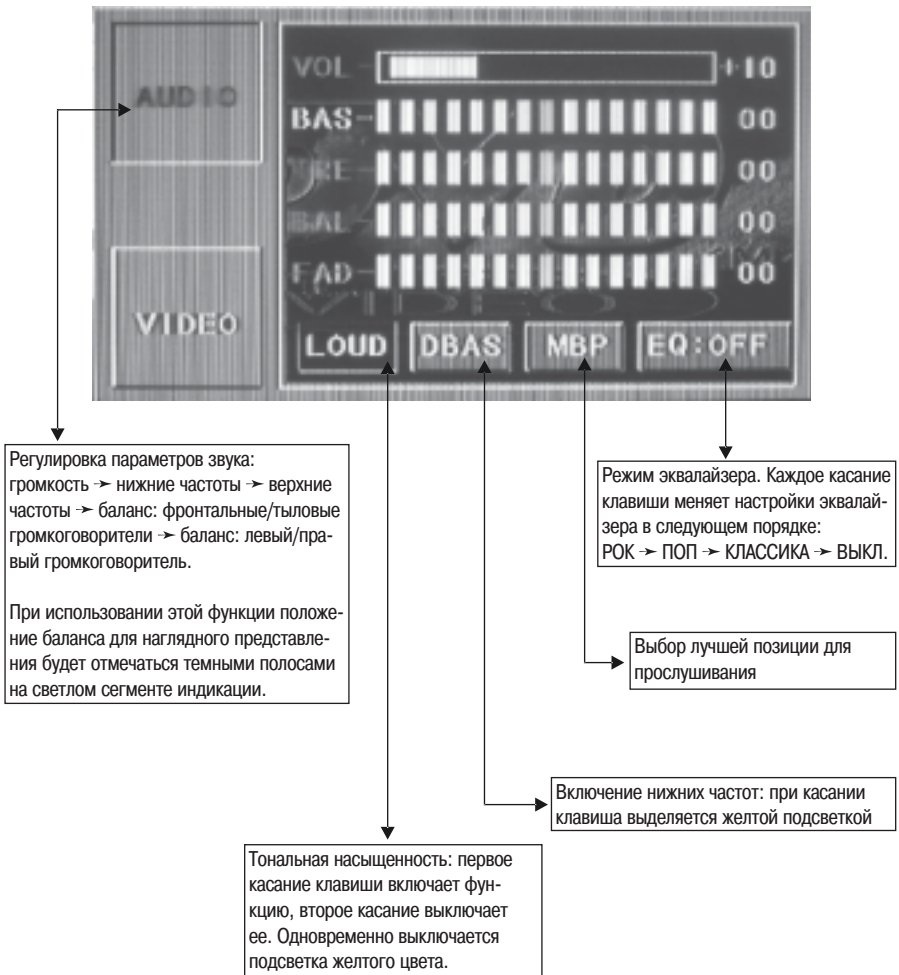 AUDIO
VIDEO
VOL +10
BAS 00
TRE 00
BAL 00
FAD 00
LOUD DBAS MBP EQ:OFF
Регулировка параметров звука:
громкость ➛ нижние частоты ➛ верхние
частоты ➛ баланс: фронтальные/тыловые
громкоговорители ➛ баланс: левый/пра-
вый громкоговоритель.
При использовании этой функции положе-
ние баланса для наглядного представле-
ния будет отмечаться темными полосами
на светлом сегменте индикации.
Режим эквалайзера. Каждое касание
клавиши меняет настройки эквалай-
зера в следующем порядке:
РОК ➛ ПОП ➛ КЛАССИКА ➛ ВЫКЛ.
Выбор лучшей позиции для
прослушивания
Включение нижних частот: при касании
клавиша выделяется желтой подсветкой
Тональная насыщенность: первое
касание клавиши включает фун-
кцию, второе касание выключает
ее. Одновременно выключается
подсветка желтого цвета.